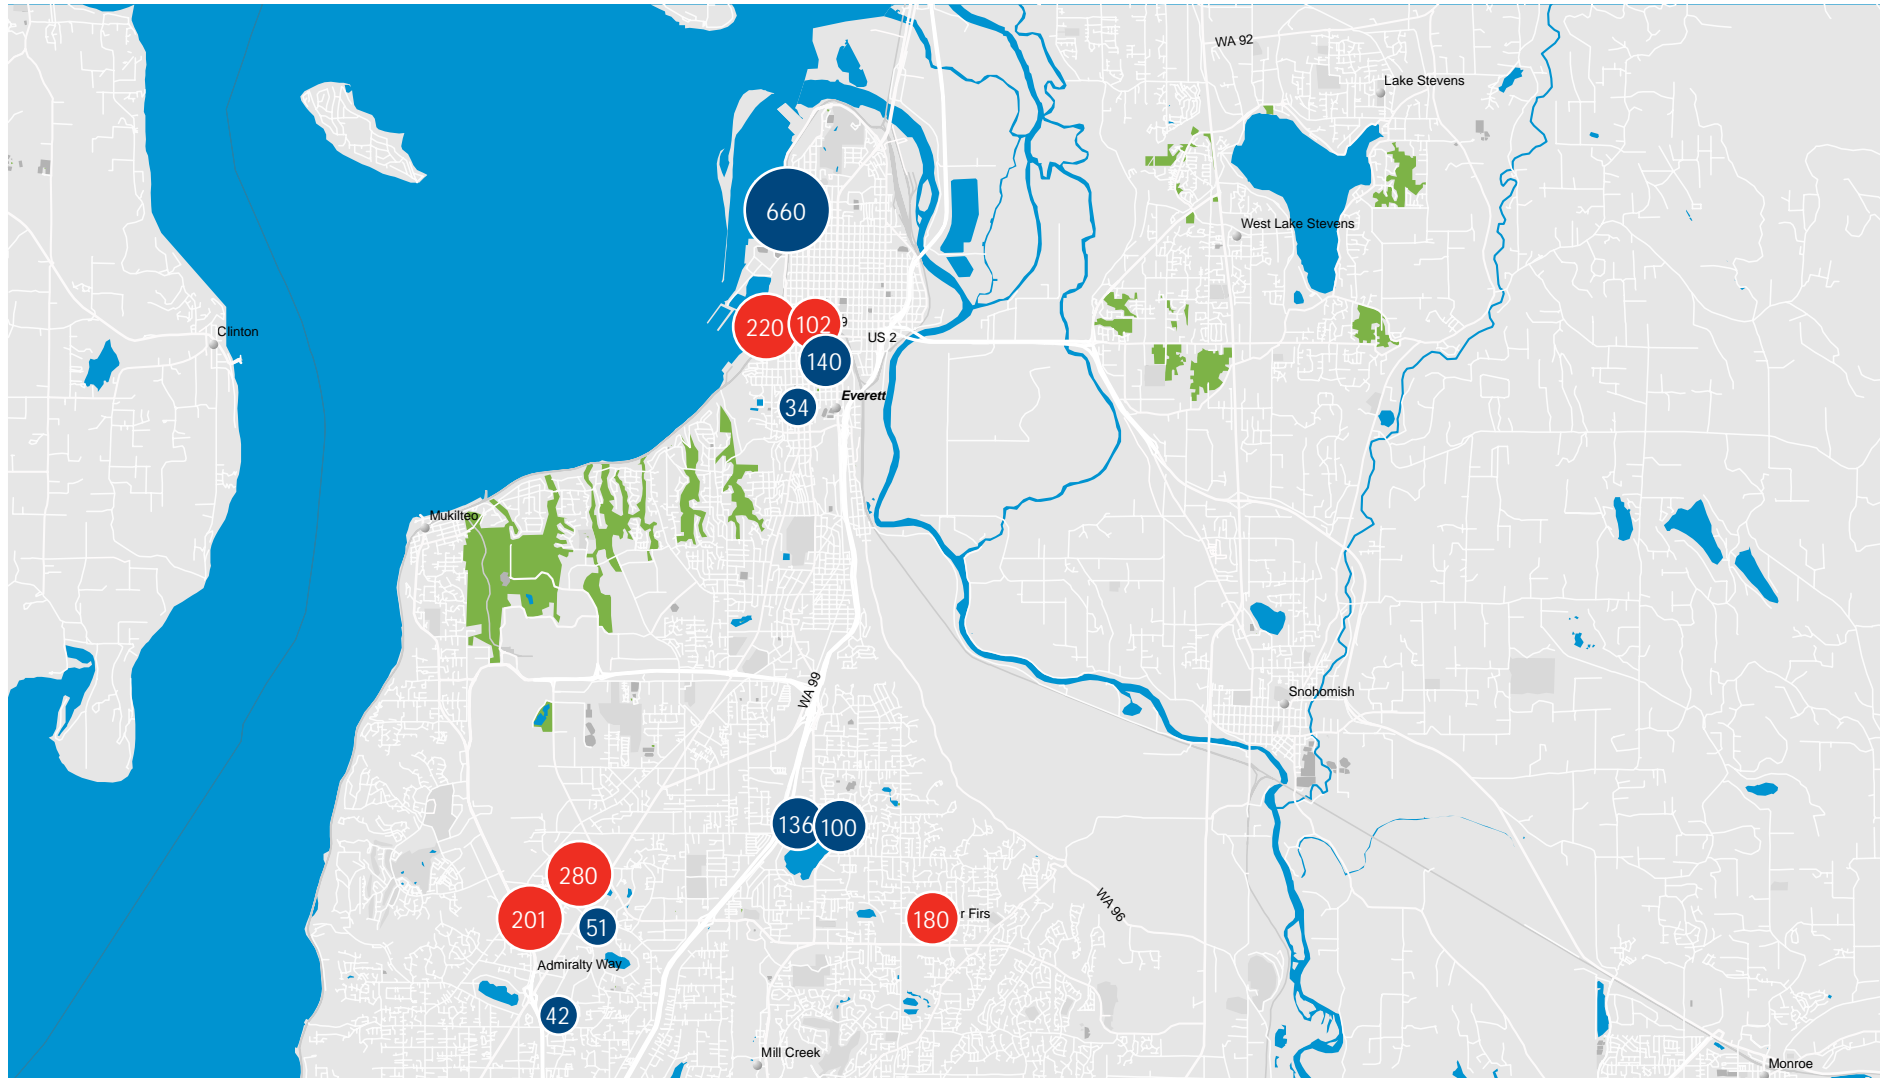 WA 92
Lake Stevens
660
West Lake Stevens
Clinton
220
102
9
US 2
140
Everett
34
Mukilteo
WA 99
Snohomish
136
100
280
201
51
180
r Firs
WA 96
Admiralty Way
42
Mill Creek
Monroe